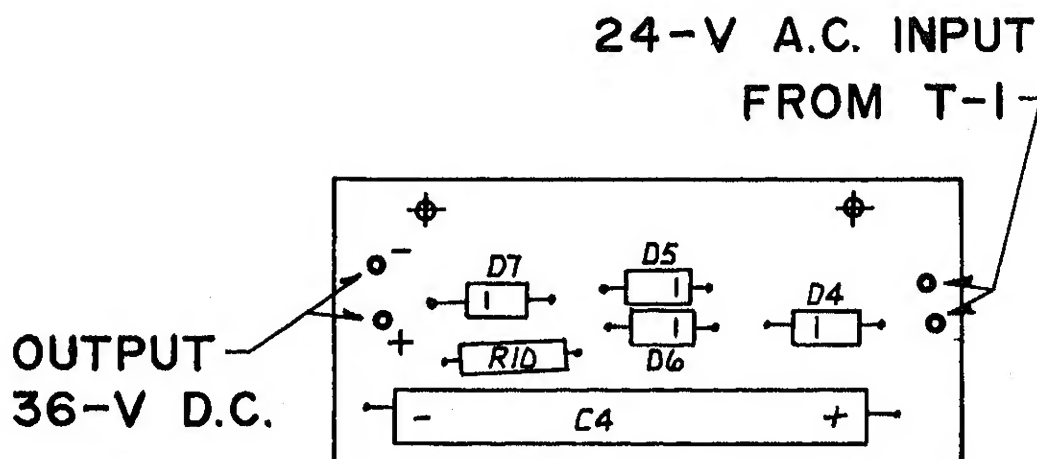 24-V A.C. INPUT
FROM T-1
D7
D5
D4
OUTPUT
36-V D.C.
-
+
R10
D6
- C4 +